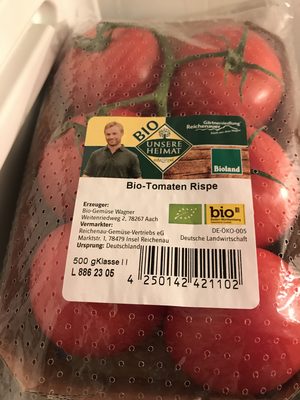 BIO
UNSERE
HEIMAT
Gärtnersiedlung
Reichenau
Bioland
Bio-Tomaten Rispe
Erzeuger:
Bio-Gemüse Wagner
Weitenriedweg 2, 78267 Aach
Vermarkter:
Reichenau-Gemüse-Vertriebs eG
Marktstr. 1, 78479 Insel Reichenau
Ursprung: Deutschland
bio
DE-ÖKO-005
Deutsche Landwirtschaft
500 gKlasse II
L 886 23 05
4 250142 421102